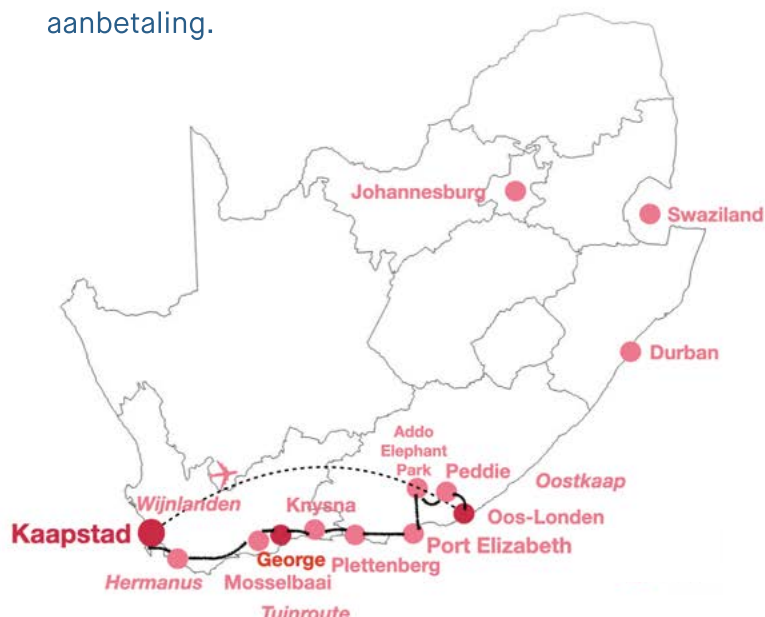 aanbetaling.
Johannesburg
Swaziland
Durban
Addo
Elephant
Park
Peddie
Oostkaap
Wijnlanden
Knysna
Oos-Londen
Kaapstad
Port Elizabeth
George
Plettenberg
Hermanus
Mosselbaai
Tuinroute